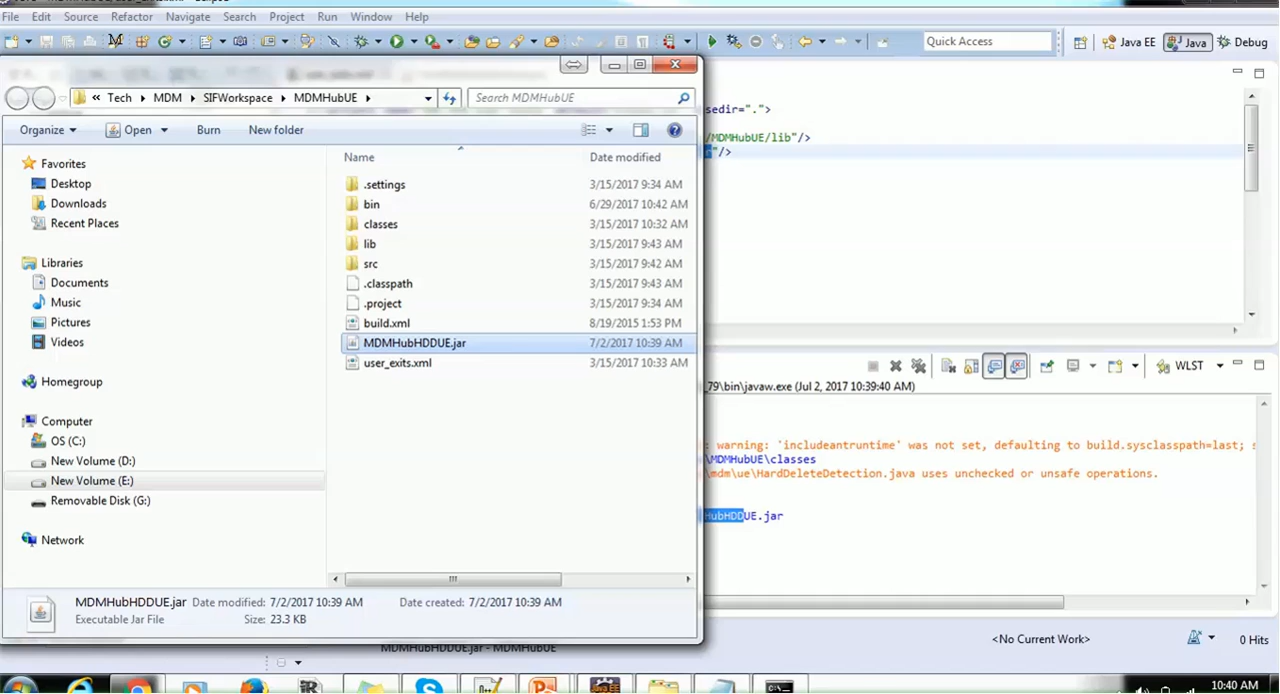 File Edit Source Refactor Navigate Search Project Run Window Help
Quick Access
Java EE
Java
Debug
« Tech MDM SIFWorkspace MDMHubUE
Search MDMHubUE
Organize Open Burn New folder
Favorites
Desktop
Downloads
Recent Places
Libraries
Documents
Music
Pictures
Videos
Homegroup
Computer
OS (C:)
New Volume (D:)
New Volume (E:)
Removable Disk (G:)
Network
Name Date modified
.settings 3/15/2017 9:34 AM
bin 6/29/2017 10:42 AM
classes 3/15/2017 10:32 AM
lib 3/15/2017 9:43 AM
src 3/15/2017 9:42 AM
.classpath 3/15/2017 9:43 AM
.project 3/15/2017 9:34 AM
build.xml 8/19/2015 1:53 PM
MDMHubHDDUE.jar 7/2/2017 10:39 AM
user_exits.xml 3/15/2017 10:33 AM
MDMHubHDDUE.jar Date modified: 7/2/2017 10:39 AM Date created: 7/2/2017 10:39 AM
Executable Jar File Size: 23.3 KB
sedir=".">
/MDMHubUE/lib"/>
"/>
WLST
_79\bin\javaw.exe (Jul 2, 2017 10:39:40 AM)
: warning: 'includeantruntime' was not set, defaulting to build.sysclasspath=last; s
\MDMHubUE\classes
\mdm\ue\HardDeleteDetection.java uses unchecked or unsafe operations.
HubHDDUE.jar
<No Current Work>
0 Hits
MDMHubHDDUE.jar - MDMHubUE
10:40 AM